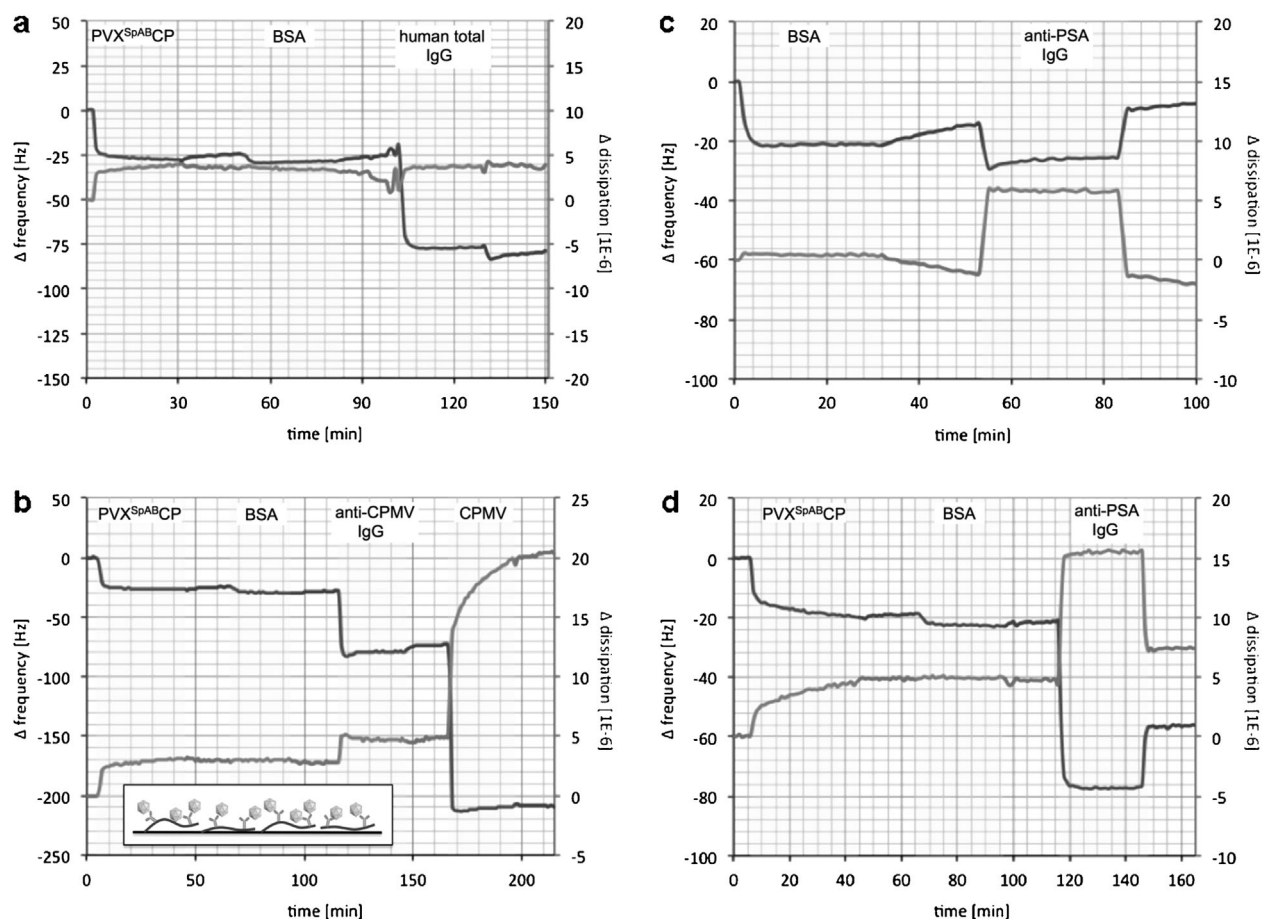 a
PVXSpABCP
BSA
human total
IgG
50
25
0
-25
-50
-75
-100
-125
-150
Δ frequency [Hz]
20
15
10
5
0
-5
-10
-15
-20
Δ dissipation [1E-6]
0 30 60 90 120 150
time [min]
c
BSA
anti-PSA
IgG
20
0
-20
-40
-60
-80
-100
Δ frequency [Hz]
20
15
10
5
0
-5
-10
Δ dissipation [1E-6]
0 20 40 60 80 100
time [min]
b
PVXSpABCP
BSA
anti-CPMV
IgG
CPMV
50
0
-50
-100
-150
-200
-250
Δ frequency [Hz]
25
20
15
10
5
0
-5
Δ dissipation [1E-6]
0 50 100 150 200
time [min]
d
PVXSpABCP
BSA
anti-PSA
IgG
20
0
-20
-40
-60
-80
-100
Δ frequency [Hz]
20
15
10
5
0
-5
-10
Δ dissipation [1E-6]
0 20 40 60 80 100 120 140 160
time [min]